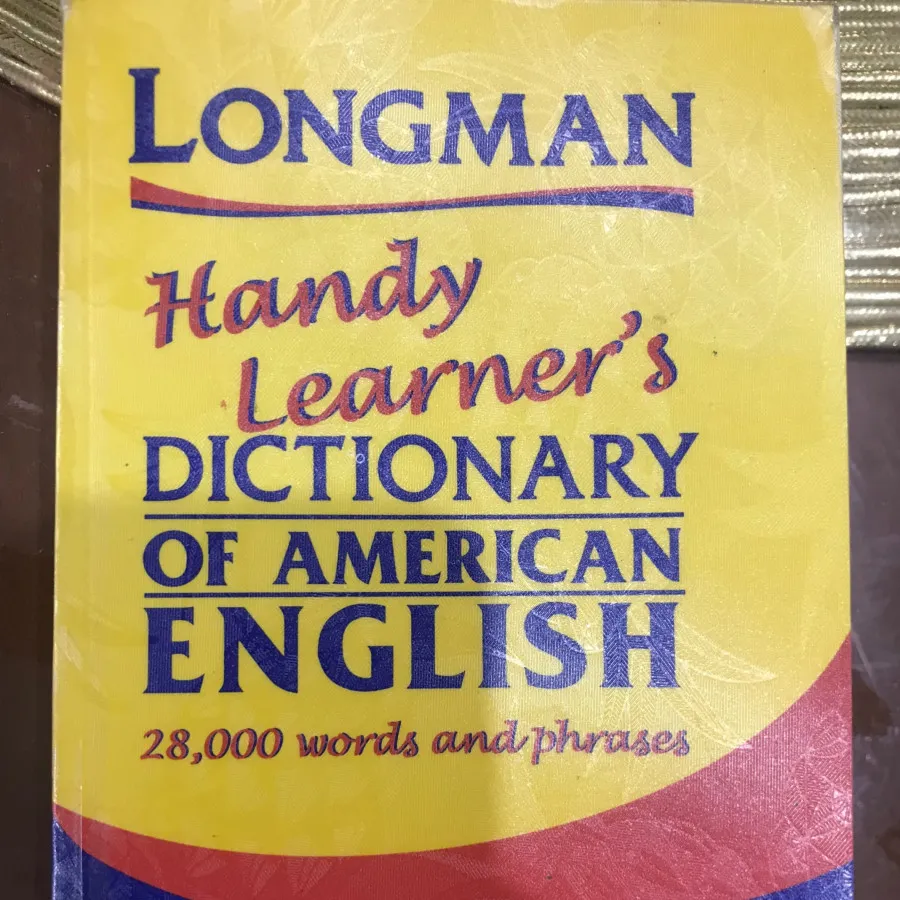 LONGMAN
Handy
Learner's
DICTIONARY
OF AMERICAN
ENGLISH
28,000 words and phrases